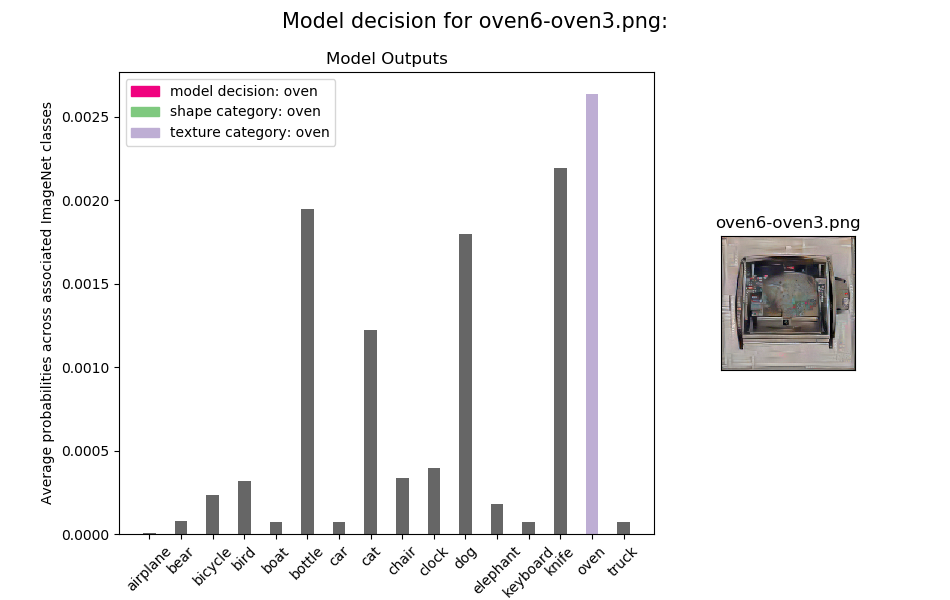 Model decision for oven6-oven3.png:
Model Outputs
model decision: oven
shape category: oven
texture category: oven
Average probabilities across associated ImageNet classes
0.0025
0.0020
0.0015
0.0010
0.0005
0.0000
airplane
bear
bicycle
bird
boat
bottle
car
cat
chair
clock
dog
elephant
keyboard
knife
oven
truck
oven6-oven3.png